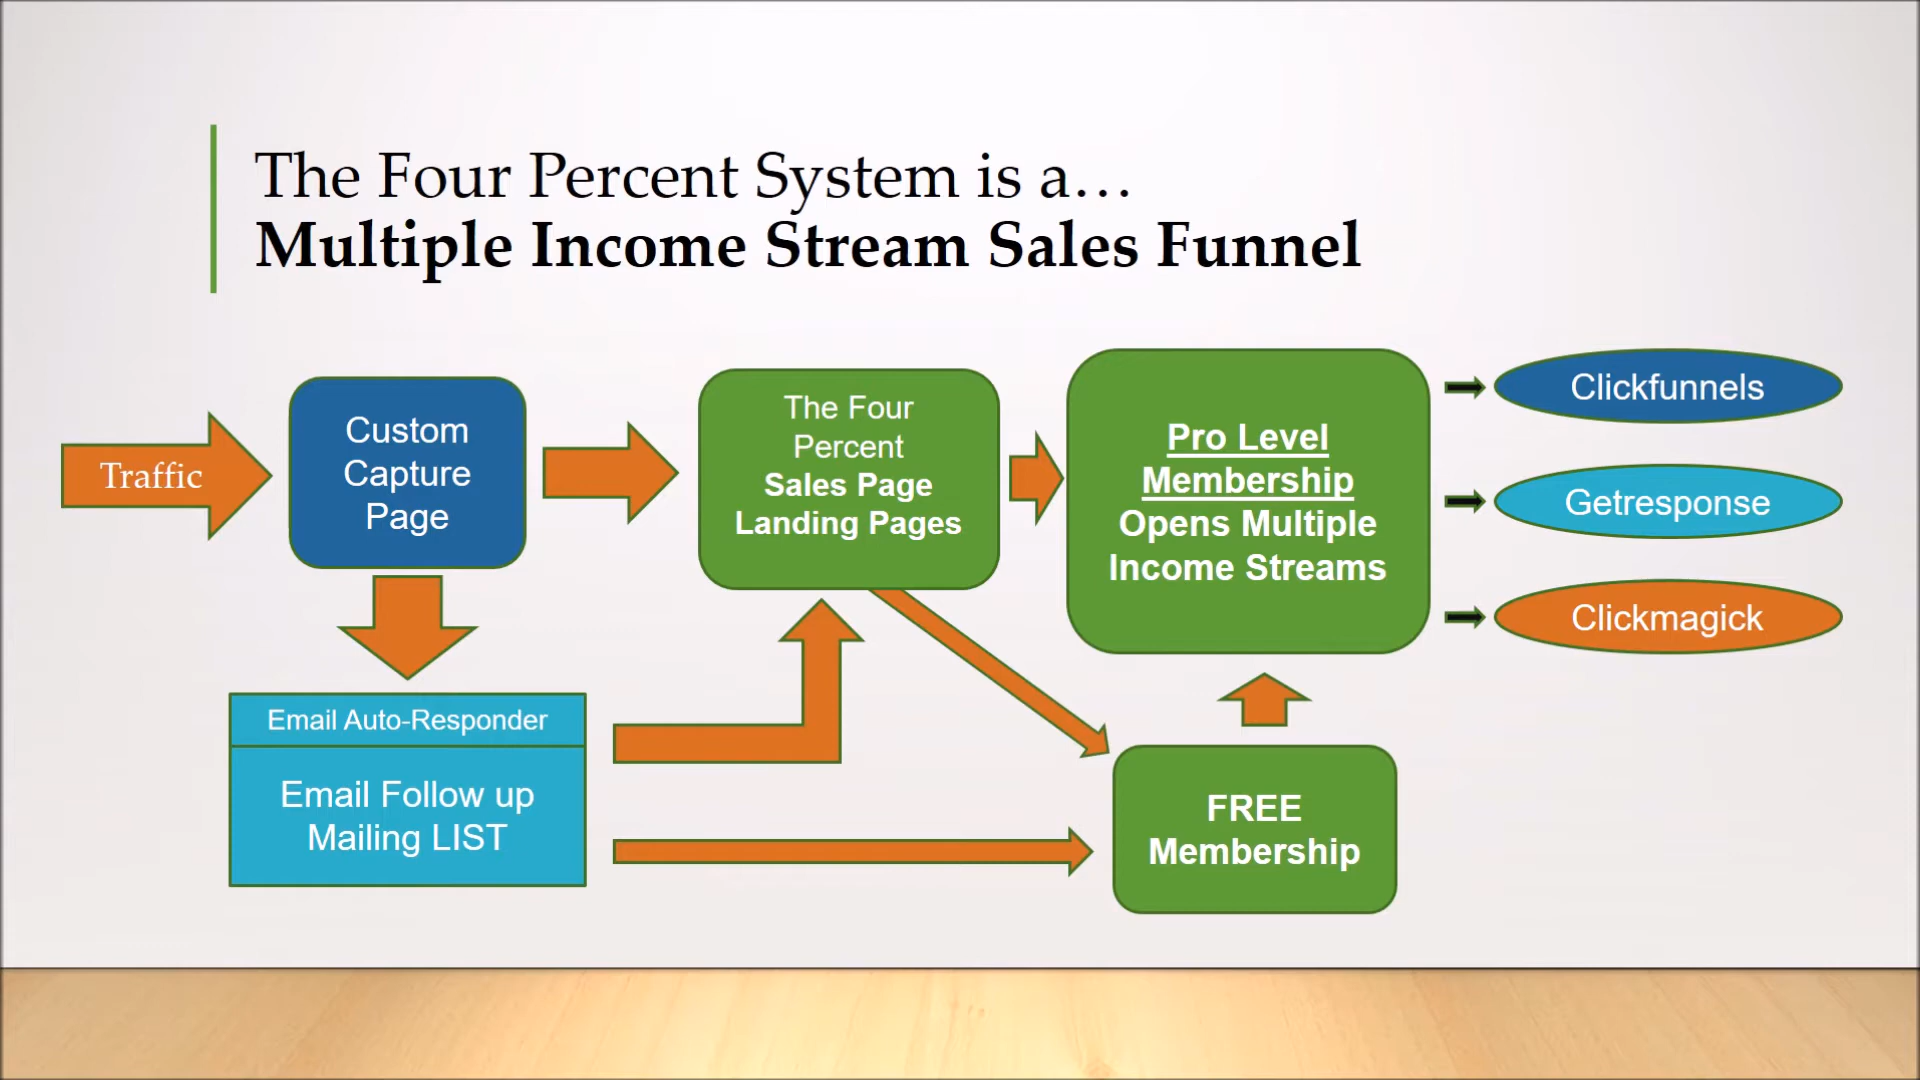 The Four Percent System is a…
Multiple Income Stream Sales Funnel
Traffic
Custom
Capture
Page
The Four
Percent
Sales Page
Landing Pages
Pro Level
Membership
Opens Multiple
Income Streams
Clickfunnels
Getresponse
Clickmagick
Email Auto-Responder
Email Follow up
Mailing LIST
FREE
Membership